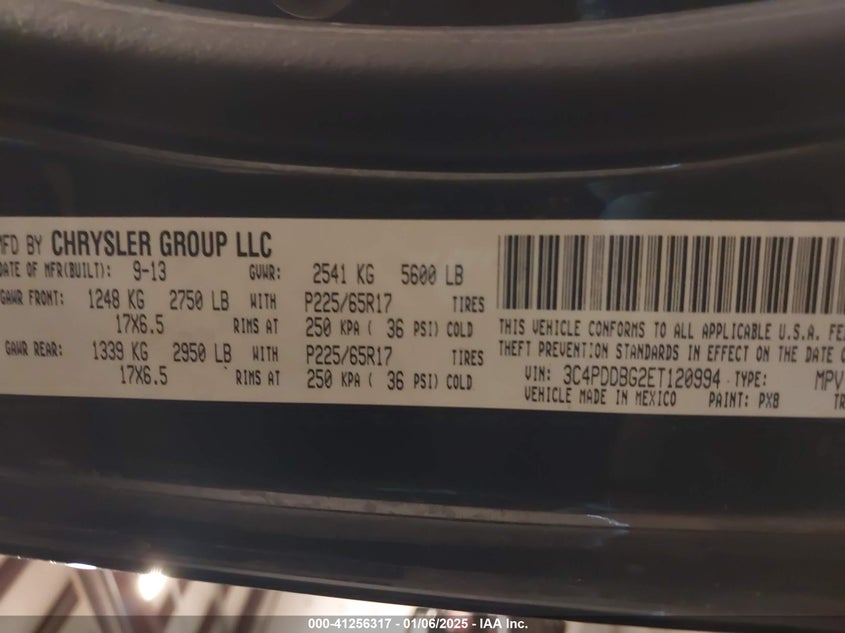 MFD BY CHRYSLER GROUP LLC
DATE OF MFR(BUILT): 9-13 GVWR: 2541 KG 5600 LB
GAWR FRONT: 1248 KG 2750 LB WITH P225/65R17 TIRES
17X6.5 RIMS AT 250 KPA ( 36 PSI) COLD
GAWR REAR: 1339 KG 2950 LB WITH P225/65R17 TIRES
17X6.5 RIMS AT 250 KPA ( 36 PSI) COLD
THIS VEHICLE CONFORMS TO ALL APPLICABLE U.S.A. FE
THEFT PREVENTION STANDARDS IN EFFECT ON THE DATE O
VIN: 3C4PDDBG2ET120994 TYPE: MPV
VEHICLE MADE IN MEXICO PAINT: PX8 TR
000-41256317 - 01/06/2025 - IAA Inc.